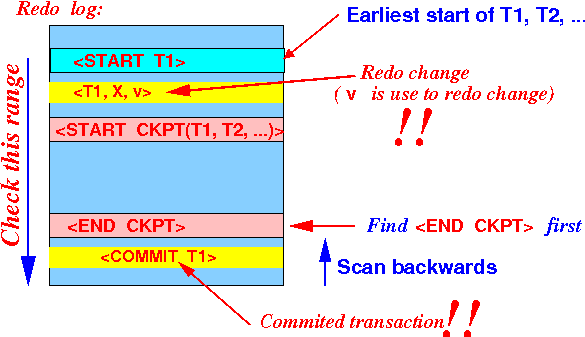 Redo log:
Earliest start of T1, T2, ...
<START T1>
Redo change
<T1, X, v>
( v is use to redo change)
!!
<START CKPT(T1, T2, ...)>
Check this range
<END CKPT>
Find <END CKPT> first
<COMMIT T1>
Scan backwards
Commited transaction !!